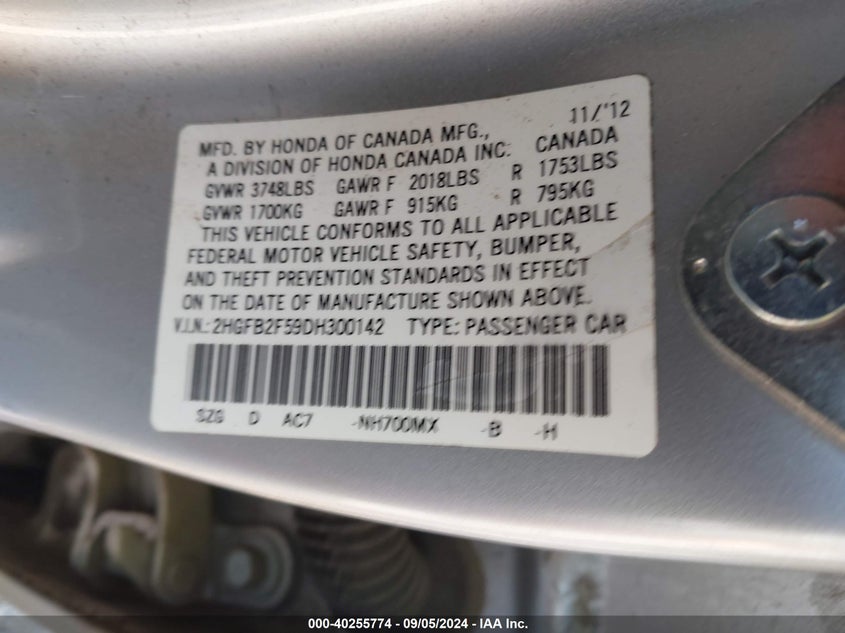 11/'12
MFD. BY HONDA OF CANADA MFG.,
A DIVISION OF HONDA CANADA INC. CANADA
GVWR 3748LBS GAWR F 2018LBS R 1753LBS
GVWR 1700KG GAWR F 915KG R 795KG
THIS VEHICLE CONFORMS TO ALL APPLICABLE
FEDERAL MOTOR VEHICLE SAFETY, BUMPER,
AND THEFT PREVENTION STANDARDS IN EFFECT
ON THE DATE OF MANUFACTURE SHOWN ABOVE.
V.I.N.: 2HGFB2F59DH300142 TYPE: PASSENGER CAR
D AC7 -NH700MX -B -H
000-40255774 - 09/05/2024 - IAA Inc.